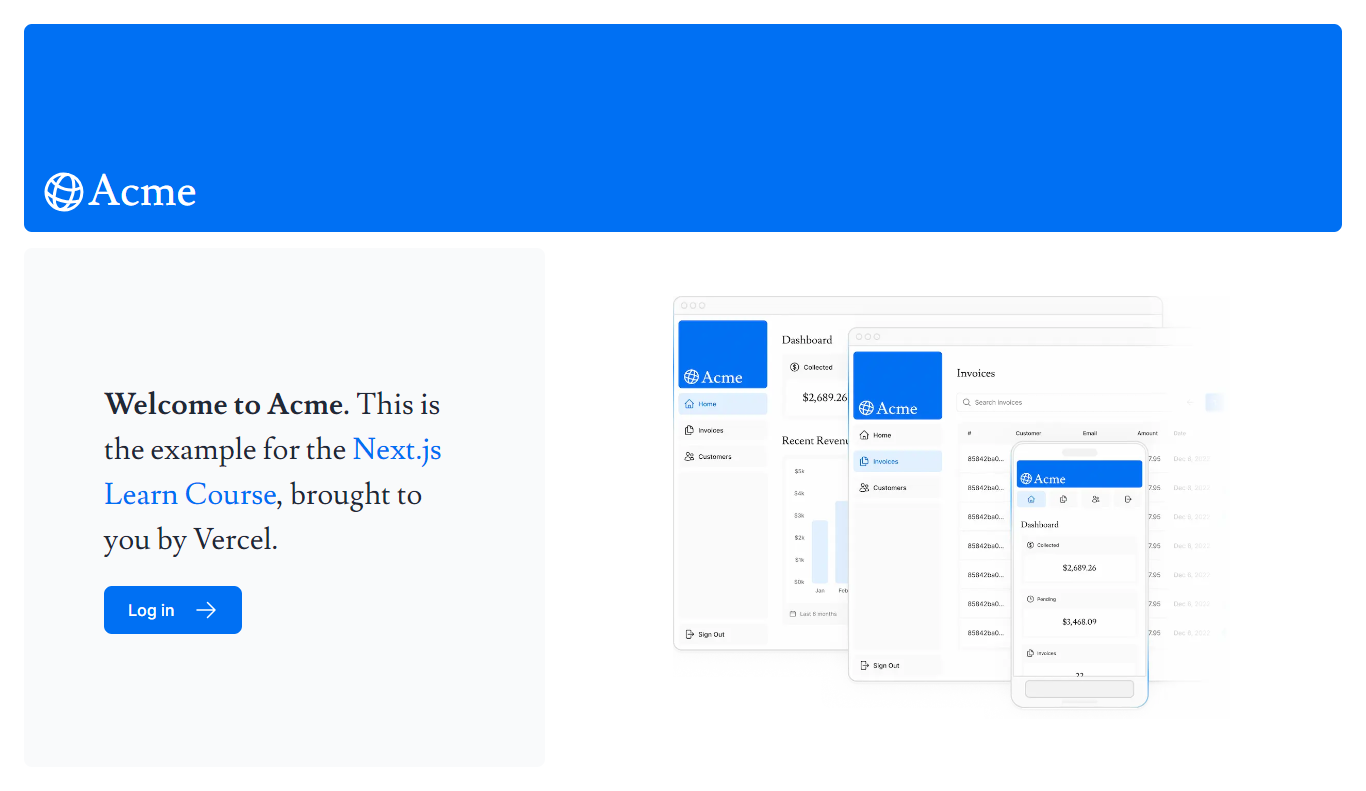 Acme
Welcome to Acme. This is
the example for the Next.js
Learn Course, brought to
you by Vercel.
Log in
Acme
Home
Invoices
Customers
Sign Out
Dashboard
Collected
$2,689.26
Recent Revenu
$5k
$4k
$3k
$2k
$1k
$0k
Jan Feb
Last 6 months
Acme
Home
Invoices
Customers
Sign Out
Invoices
Search Invoices
# Customer Email Amount Date
85842ba0... 7.95 Dec 6, 2022
85842ba0... Dec 6, 2022
85842ba0... 7.95 Dec 6, 2022
85842ba0... 7.95 Dec 6, 2022
85842ba0... 7.95 Dec 6, 2022
85842ba0... 7.95 Dec 6, 2022
85842ba0... 7.95 Dec 6, 2022
Acme
Dashboard
Collected
$2,689.26
Pending
$3,468.09
Invoices
22